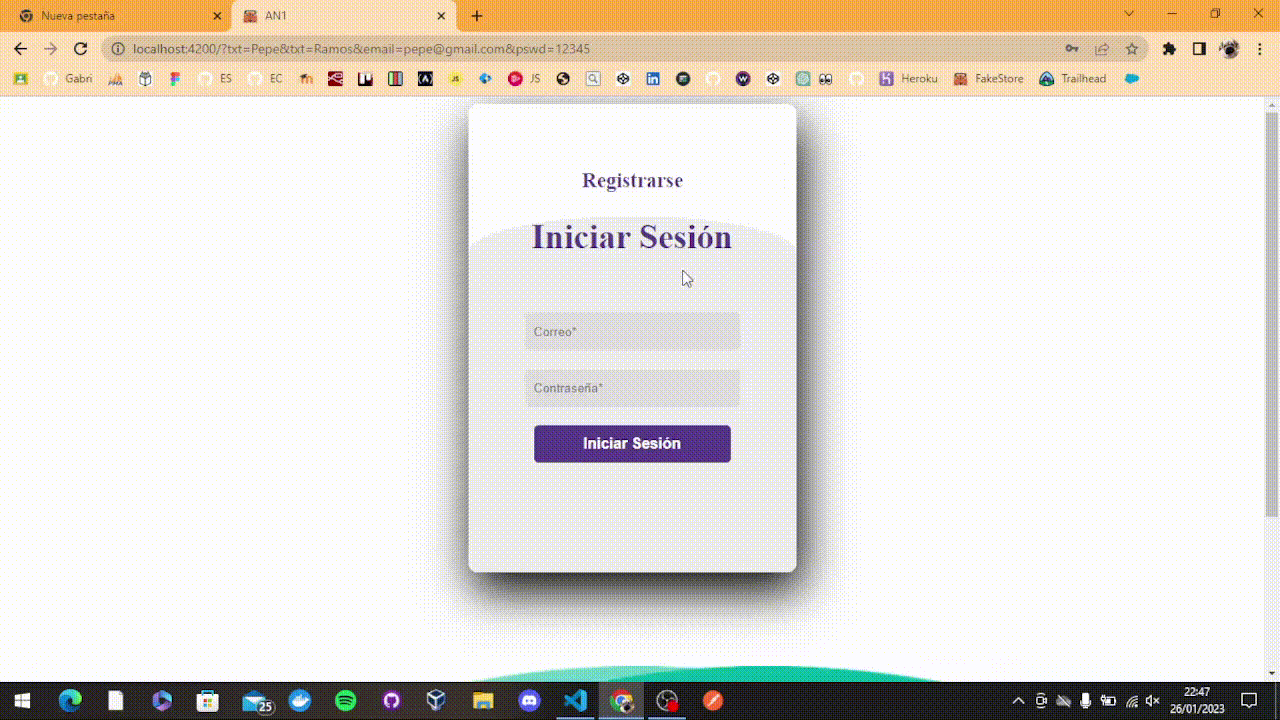 Nueva pestaña
AN1
localhost:4200/?txt=Pepe&txt=Ramos&email=pepe@gmail.com&pswd=12345
Gabri ES EC JS Heroku FakeStore Trailhead
Registrarse
Iniciar Sesión
Correo*
Contraseña*
Iniciar Sesión
25
22:47
26/01/2023